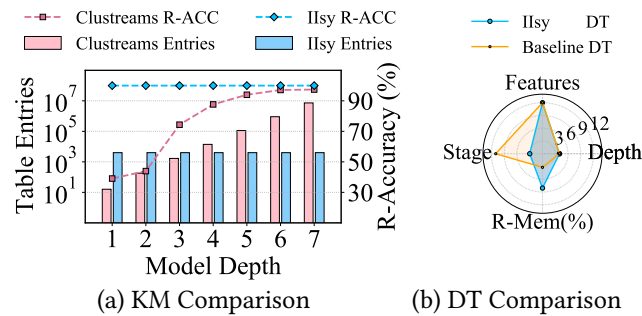 Clustreams R-ACC
IIsy R-ACC
Clustreams Entries
IIsy Entries
Table Entries
10^7
10^5
10^3
10^1
90
70
50
30
R-Accuracy (%)
1 2 3 4 5 6 7
Model Depth
(a) KM Comparison
IIsy DT
Baseline DT
Features
3 6 9 12
Stage
Depth
R-Mem(%)
(b) DT Comparison